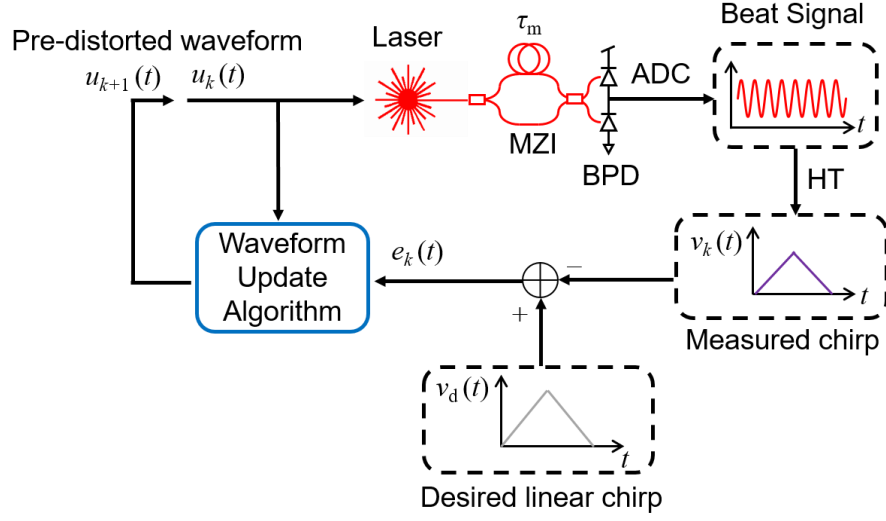 Beat Signal
Pre-distorted waveform
Laser
τm
ADC
uk+1(t)
uk(t)
t
MZI
BPD
HT
Waveform
Update
Algorithm
ek(t)
−
vk(t)
t
+
Measured chirp
vd(t)
t
Desired linear chirp